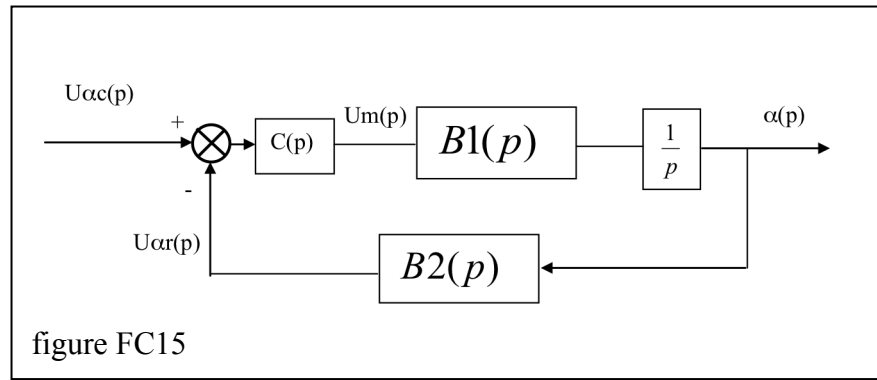 Uαc(p)
+
C(p)
Um(p)
B1(p)
1
p
α(p)
-
Uαr(p)
B2(p)
figure FC15